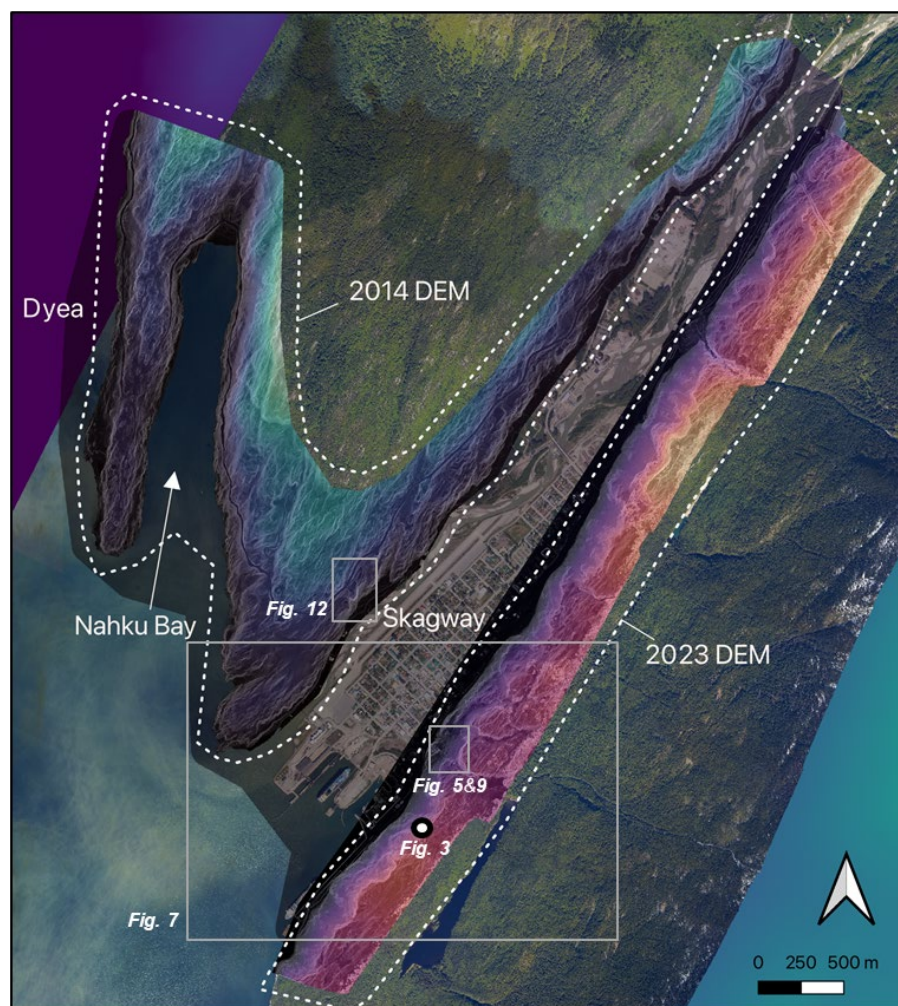 2014 DEM
Dyea
Nahku Bay
Fig. 12
Skagway
2023 DEM
Fig. 5&9
Fig. 3
Fig. 7
0 250 500 m